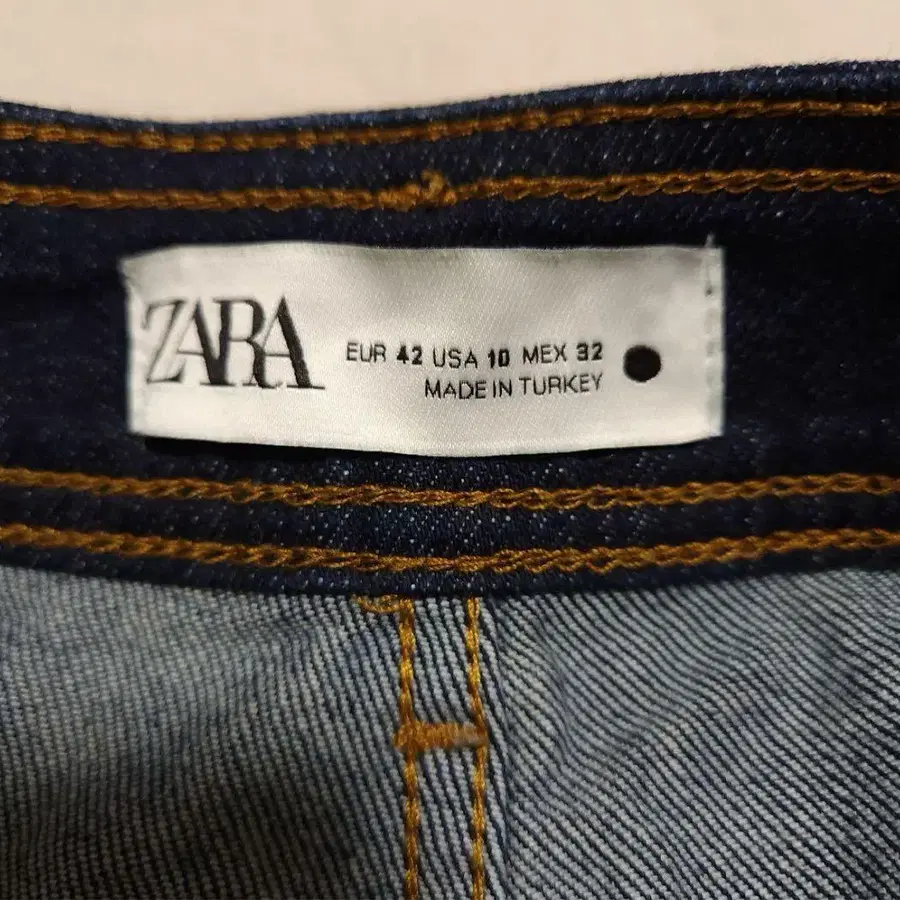 ZARA
EUR 42 USA 10 MEX 32
MADE IN TURKEY